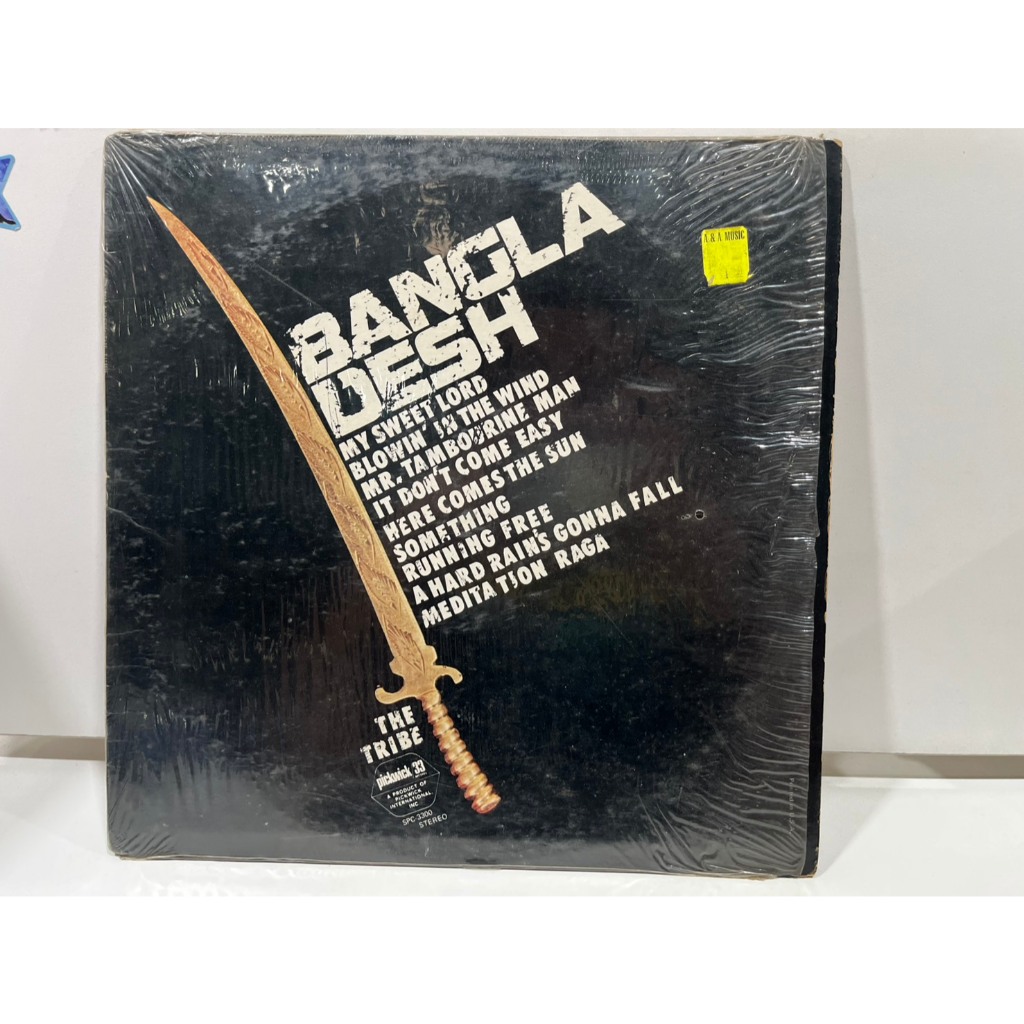 A & A MUSIC
BANGLA
DESH
MY SWEET LORD
BLOWIN' IN THE WIND
MR. TAMBOURINE MAN
IT DON'T COME EASY
HERE COMES THE SUN
SOMETHING
RUNNING FREE
A HARD RAIN'S GONNA FALL
MEDITATION RAGA
THE
TRIBE
pickwick/33
A PRODUCT OF
PICKWICK
INTERNATIONAL
INC.
SPC-3300
STEREO